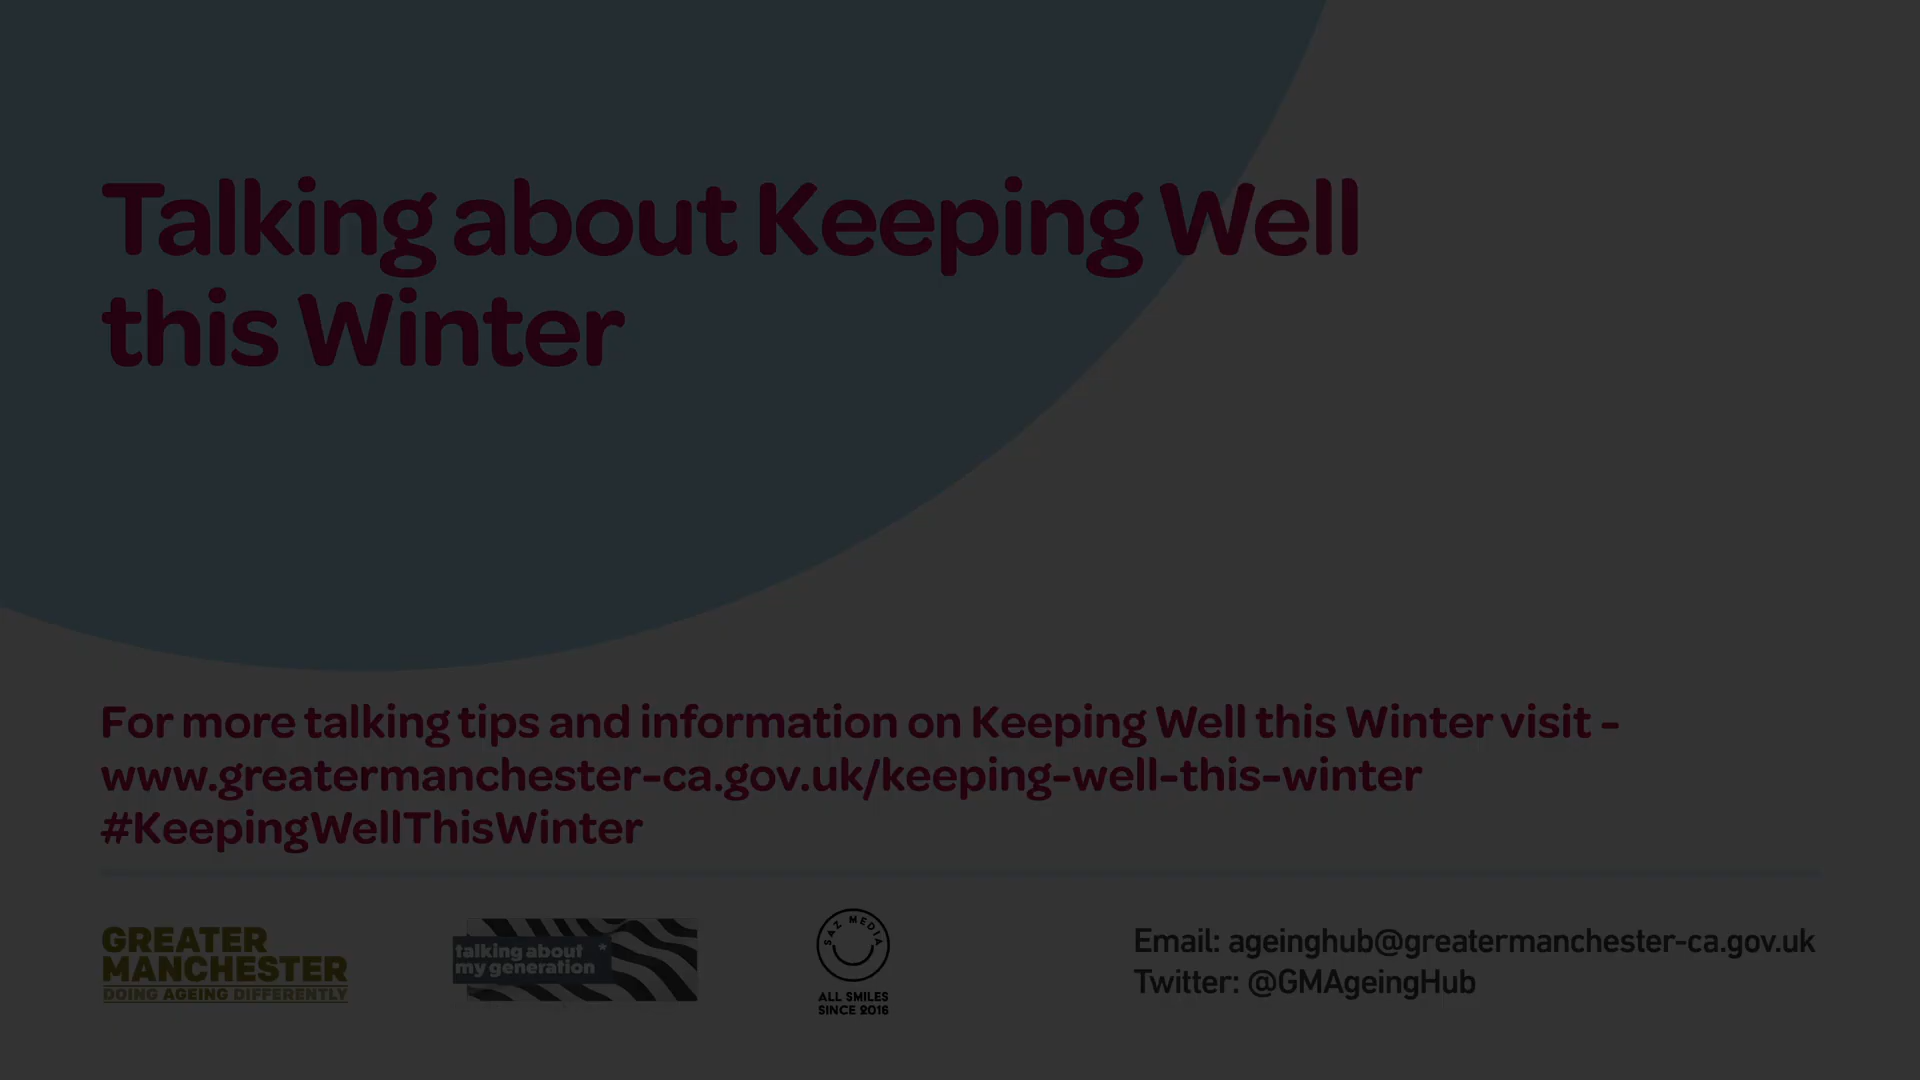 Talking about Keeping Well
this Winter
For more talking tips and information on Keeping Well this Winter visit -
www.greatermanchester-ca.gov.uk/keeping-well-this-winter
#KeepingWellThisWinter
GREATER
MANCHESTER
DOING AGEING DIFFERENTLY
talking about *
my generation
SAZ MEDIA
ALL SMILES
SINCE 2016
Email: ageinghub@greatermanchester-ca.gov.uk
Twitter: @GMAgeingHub